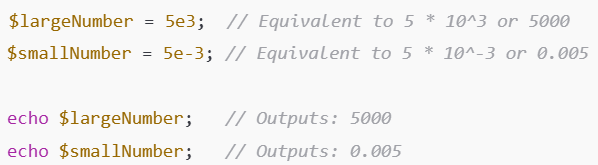 $largeNumber = 5e3;  // Equivalent to 5 * 10^3 or 5000
$smallNumber = 5e-3; // Equivalent to 5 * 10^-3 or 0.005
echo $largeNumber;   // Outputs: 5000
echo $smallNumber;   // Outputs: 0.005